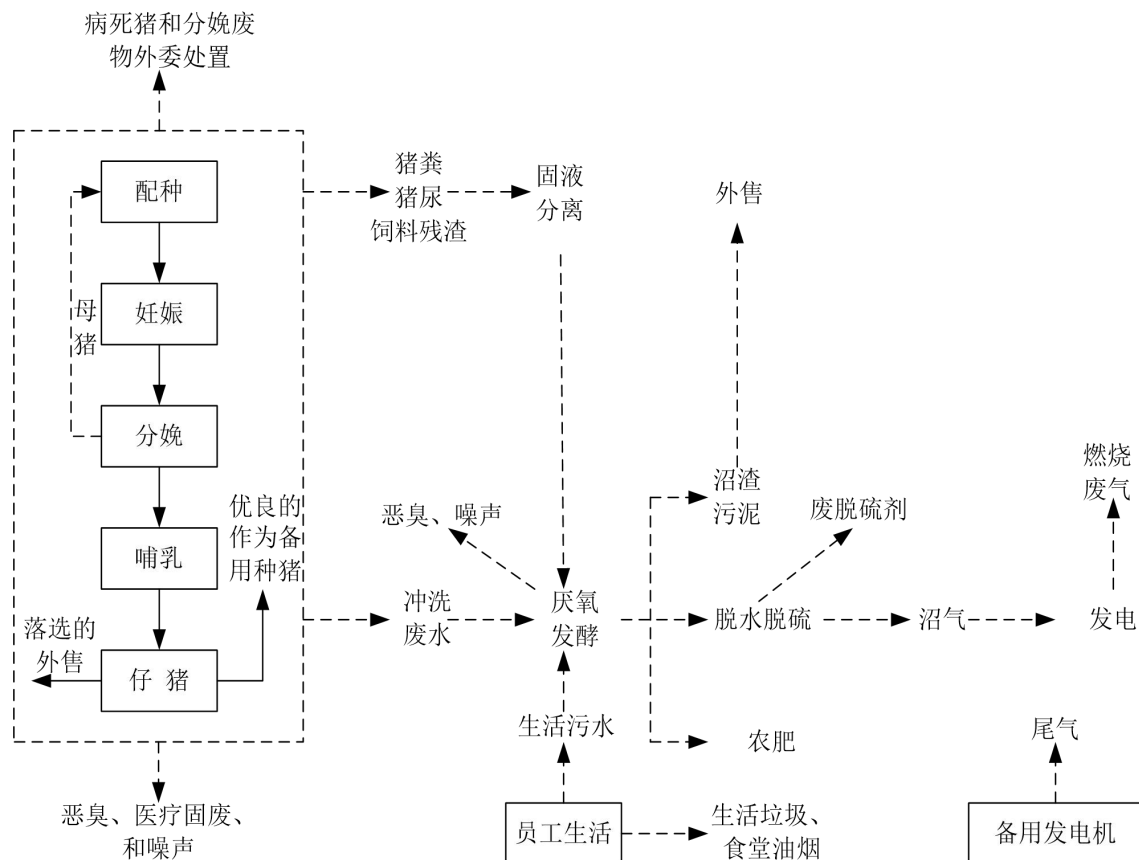 病死猪和分娩废
物外委处置
配种
母
猪
妊娠
分娩
哺乳
优良的
作为备
用种猪
落选的
外售
仔 猪
恶臭、医疗固废、
和噪声
猪粪
猪尿
饲料残渣
固液
分离
外售
恶臭、噪声
沼渣
污泥
废脱硫剂
燃烧
废气
冲洗
废水
厌氧
发酵
脱水脱硫
沼气
发电
生活污水
农肥
尾气
员工生活
生活垃圾、
食堂油烟
备用发电机